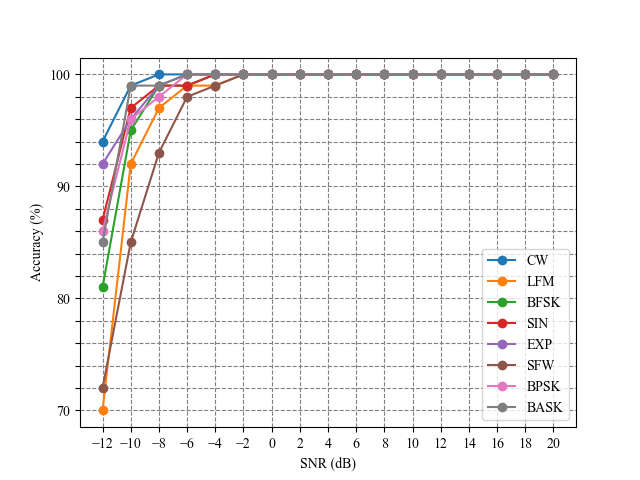 100
90
80
70
Accuracy (%)
CW
LFM
BFSK
SIN
EXP
SFW
BPSK
BASK
−12 −10 −8 −6 −4 −2 0 2 4 6 8 10 12 14 16 18 20
SNR (dB)